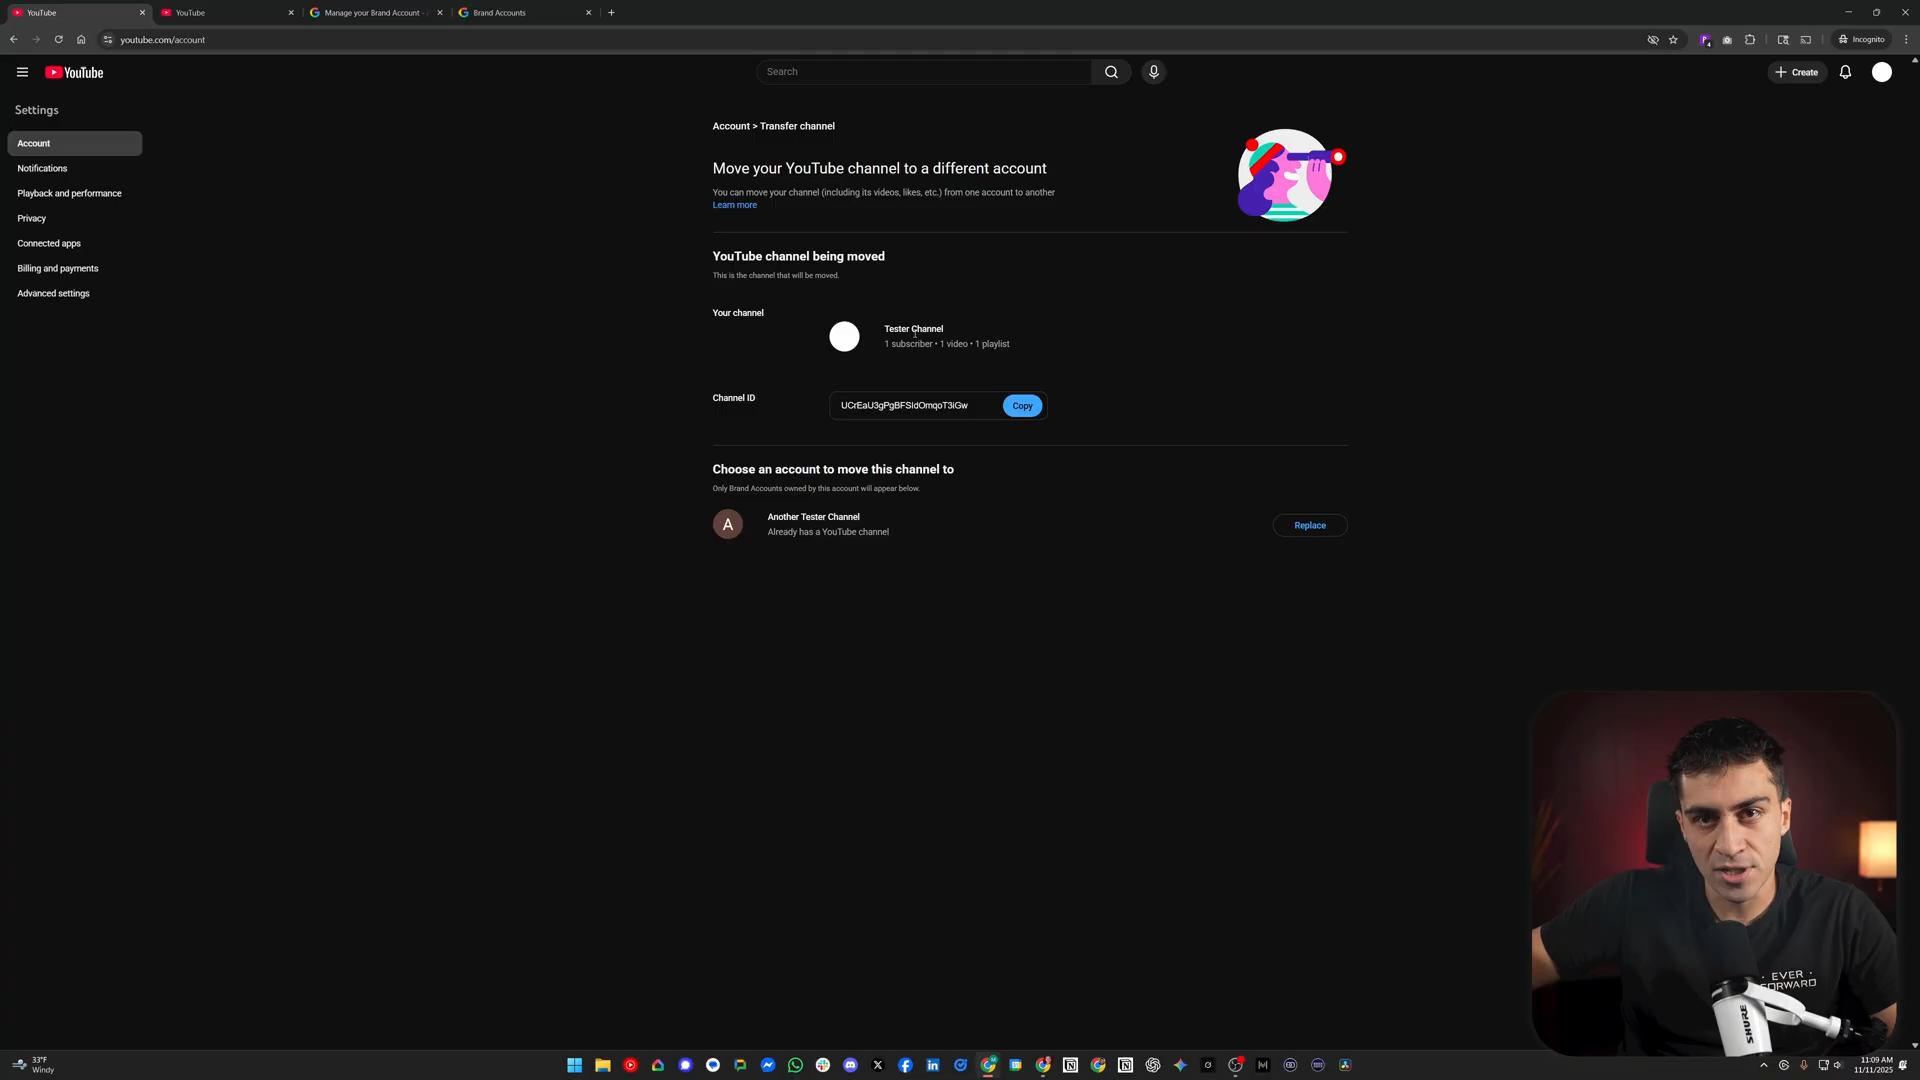 YouTube
YouTube
Manage your Brand Account -
Brand Accounts
youtube.com/account
Incognito
YouTube
Search
Create
Settings
Account
Notifications
Playback and performance
Privacy
Connected apps
Billing and payments
Advanced settings
Account > Transfer channel
Move your YouTube channel to a different account
You can move your channel (including its videos, likes, etc.) from one account to another
Learn more
YouTube channel being moved
This is the channel that will be moved.
Your channel
Tester Channel
1 subscriber • 1 video • 1 playlist
Channel ID
UCrEaU3gPgBFSIdOmqoT3iGw
Copy
Choose an account to move this channel to
Only Brand Accounts owned by this account will appear below.
A
Another Tester Channel
Already has a YouTube channel
Replace
· EVER ·
FORWARD
SHURE
33°F
Windy
11:09 AM
11/11/2025